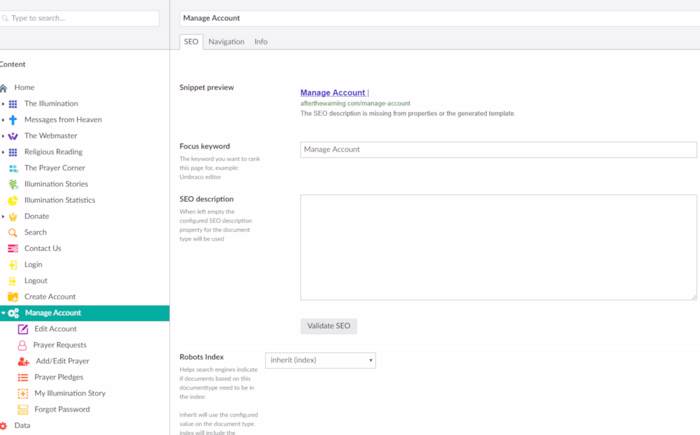 Type to search...
Content
Home
The Illumination
Messages from Heaven
The Webmaster
Religious Reading
The Prayer Corner
Illumination Stories
Illumination Statistics
Donate
Search
Contact Us
Login
Logout
Create Account
Manage Account
Edit Account
Prayer Requests
Add/Edit Prayer
Prayer Pledges
My Illumination Story
Forgot Password
Data
Manage Account
SEO Navigation Info
Snippet preview
Manage Account |
afterthewarning.com/manage-account
The SEO description is missing from properties or the generated template
Focus keyword
The keyword you want to rank
this page for, example:
Umbraco editor
Manage Account
SEO description
When left empty the
configured SEO description
property for the document
type will be used
Validate SEO
Robots Index
Helps search engines indicate
if documents based on this
documenttype need to be in
the index.
inherit (index)
Inherit will use the configured
value on the document type.
index will include the